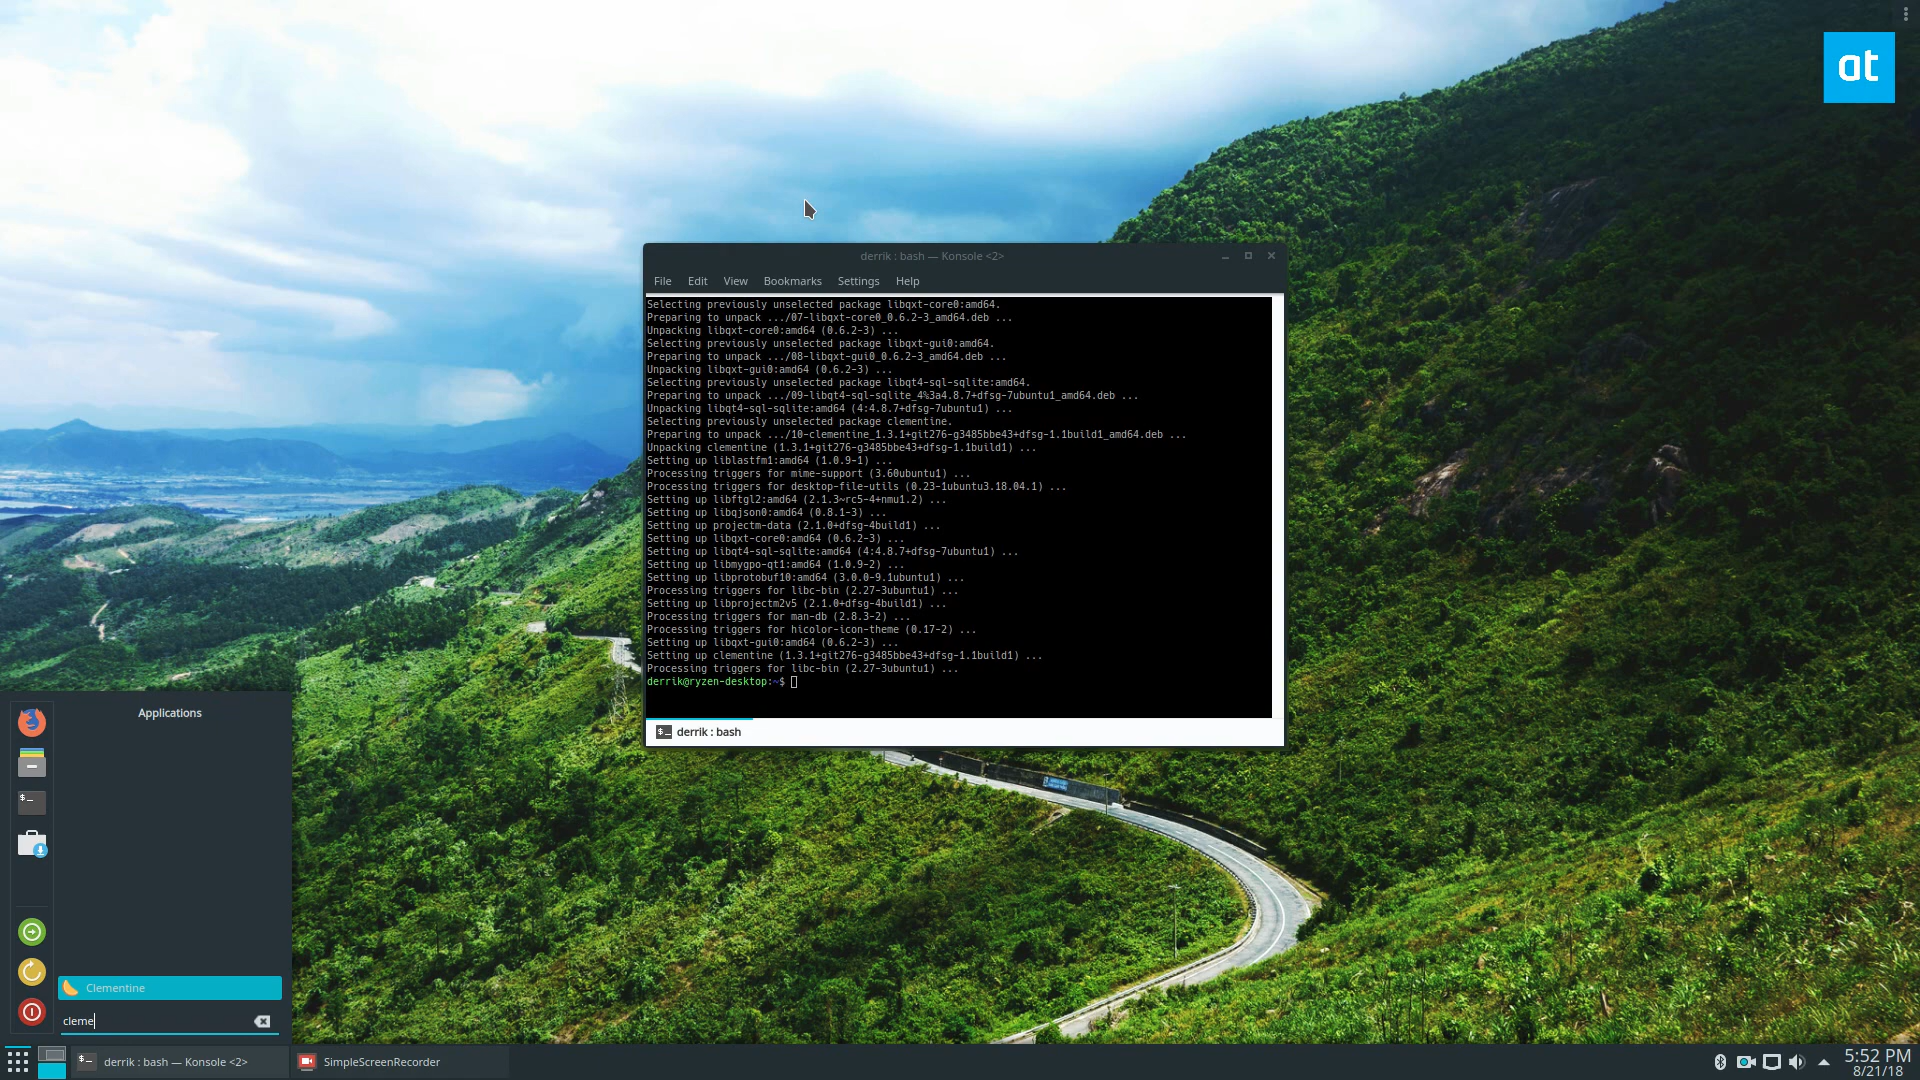 at
derrik : bash — Konsole <2>
File Edit View Bookmarks Settings Help
Selecting previously unselected package libqxt-core0:amd64.
Preparing to unpack .../07-libqxt-core0_0.6.2-3_amd64.deb ...
Unpacking libqxt-core0:amd64 (0.6.2-3) ...
Selecting previously unselected package libqxt-gui0:amd64.
Preparing to unpack .../08-libqxt-gui0_0.6.2-3_amd64.deb ...
Unpacking libqxt-gui0:amd64 (0.6.2-3) ...
Selecting previously unselected package libqt4-sql-sqlite:amd64.
Preparing to unpack .../09-libqt4-sql-sqlite_4%3a4.8.7+dfsg-7ubuntu1_amd64.deb ...
Unpacking libqt4-sql-sqlite:amd64 (4:4.8.7+dfsg-7ubuntu1) ...
Selecting previously unselected package clementine.
Preparing to unpack .../10-clementine_1.3.1+git276-g3485bbe43+dfsg-1.1build1_amd64.deb ...
Unpacking clementine (1.3.1+git276-g3485bbe43+dfsg-1.1build1) ...
Setting up liblastfm1:amd64 (1.0.9-1) ...
Processing triggers for mime-support (3.60ubuntu1) ...
Processing triggers for desktop-file-utils (0.23-1ubuntu3.18.04.1) ...
Setting up libftgl2:amd64 (2.1.3~rc5-4+nmu1.2) ...
Setting up libqjson0:amd64 (0.8.1-3) ...
Setting up projectm-data (2.1.0+dfsg-4build1) ...
Setting up libqxt-core0:amd64 (0.6.2-3) ...
Setting up libqt4-sql-sqlite:amd64 (4:4.8.7+dfsg-7ubuntu1) ...
Setting up libmygpo-qt1:amd64 (1.0.9-2) ...
Setting up libprotobuf10:amd64 (3.0.0-9.1ubuntu1) ...
Processing triggers for libc-bin (2.27-3ubuntu1) ...
Setting up libprojectm2v5 (2.1.0+dfsg-4build1) ...
Processing triggers for man-db (2.8.3-2) ...
Processing triggers for hicolor-icon-theme (0.17-2) ...
Setting up libqxt-gui0:amd64 (0.6.2-3) ...
Setting up clementine (1.3.1+git276-g3485bbe43+dfsg-1.1build1) ...
Processing triggers for libc-bin (2.27-3ubuntu1) ...
derrik@ryzen-desktop:~$
derrik : bash
Applications
Clementine
cleme
derrik : bash — Konsole <2>
SimpleScreenRecorder
5:52 PM
8/21/18